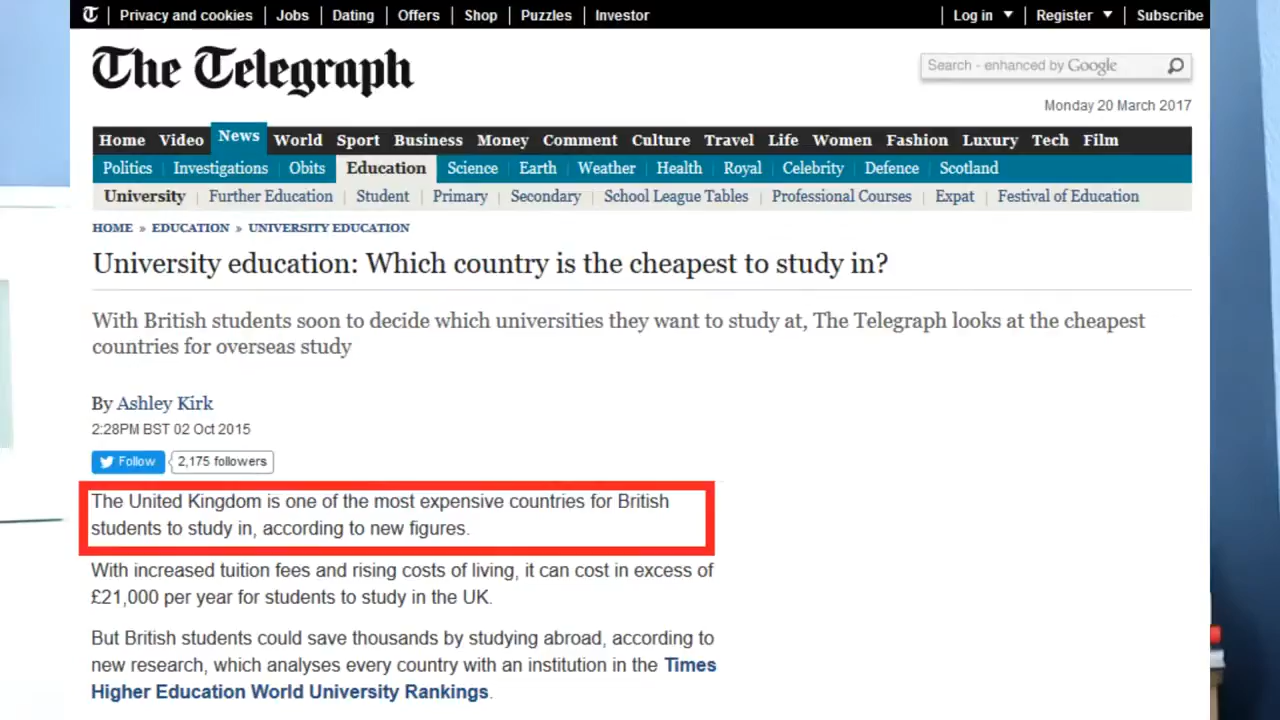 Privacy and cookies Jobs Dating Offers Shop Puzzles Investor Log in Register Subscribe
The Telegraph
Search - enhanced by Google
Monday 20 March 2017
Home Video News World Sport Business Money Comment Culture Travel Life Women Fashion Luxury Tech Film
Politics Investigations Obits Education Science Earth Weather Health Royal Celebrity Defence Scotland
University Further Education Student Primary Secondary School League Tables Professional Courses Expat Festival of Education
HOME » EDUCATION » UNIVERSITY EDUCATION
University education: Which country is the cheapest to study in?
With British students soon to decide which universities they want to study at, The Telegraph looks at the cheapest
countries for overseas study
By Ashley Kirk
2:28PM BST 02 Oct 2015
Follow 2,175 followers
The United Kingdom is one of the most expensive countries for British
students to study in, according to new figures.
With increased tuition fees and rising costs of living, it can cost in excess of
£21,000 per year for students to study in the UK.
But British students could save thousands by studying abroad, according to
new research, which analyses every country with an institution in the Times
Higher Education World University Rankings.